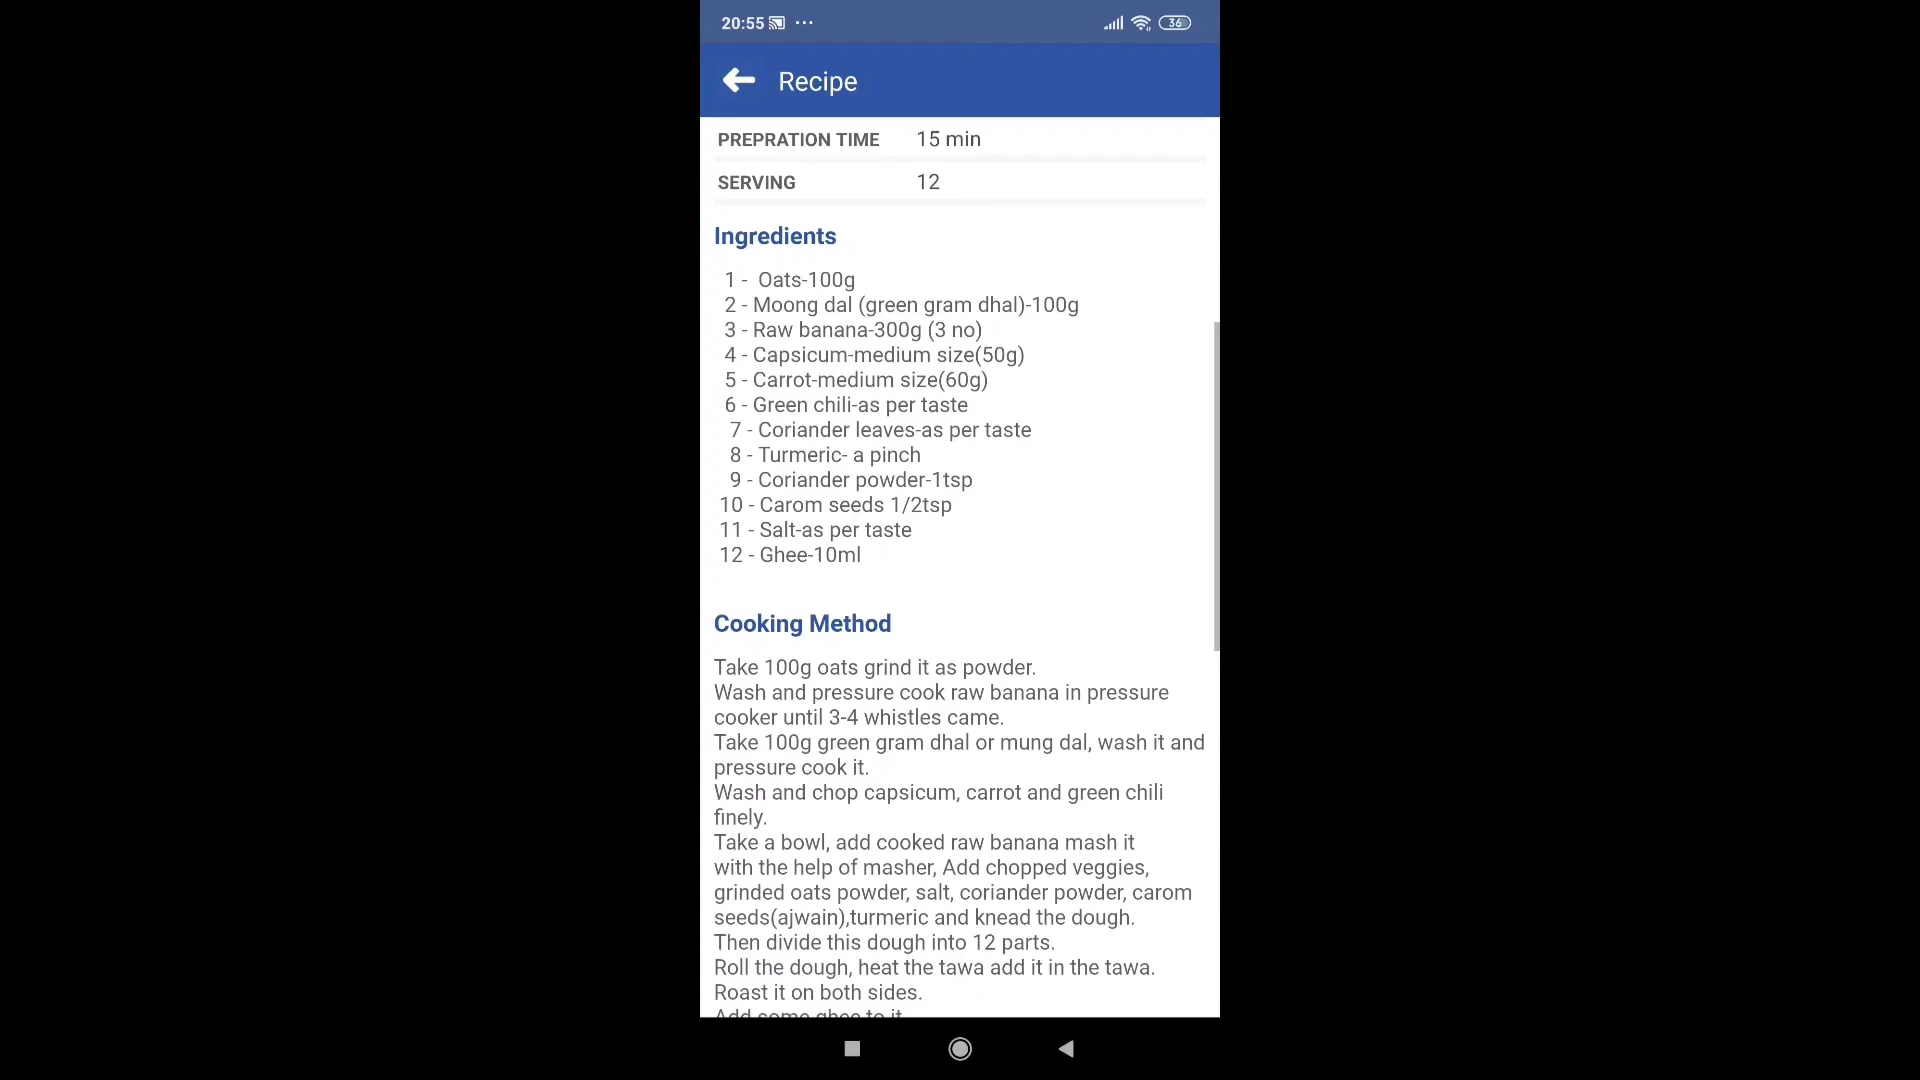 20:55 ... 36
Recipe
PREPRATION TIME 15 min
SERVING 12
Ingredients
1 - Oats-100g
2 - Moong dal (green gram dhal)-100g
3 - Raw banana-300g (3 no)
4 - Capsicum-medium size(50g)
5 - Carrot-medium size(60g)
6 - Green chili-as per taste
7 - Coriander leaves-as per taste
8 - Turmeric- a pinch
9 - Coriander powder-1tsp
10 - Carom seeds 1/2tsp
11 - Salt-as per taste
12 - Ghee-10ml
Cooking Method
Take 100g oats grind it as powder.
Wash and pressure cook raw banana in pressure
cooker until 3-4 whistles came.
Take 100g green gram dhal or mung dal, wash it and
pressure cook it.
Wash and chop capsicum, carrot and green chili
finely.
Take a bowl, add cooked raw banana mash it
with the help of masher, Add chopped veggies,
grinded oats powder, salt, coriander powder, carom
seeds(ajwain),turmeric and knead the dough.
Then divide this dough into 12 parts.
Roll the dough, heat the tawa add it in the tawa.
Roast it on both sides.
Add some ghee to it